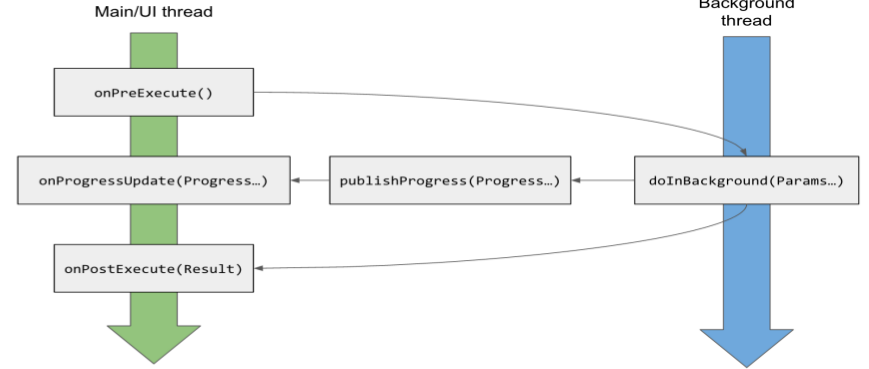 Main/UI thread
Background
thread
onPreExecute()
onProgressUpdate(Progress…)
publishProgress(Progress…)
doInBackground(Params…)
onPostExecute(Result)